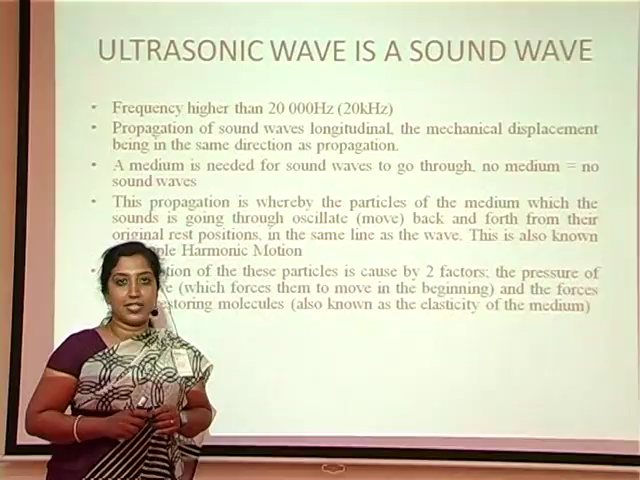 ULTRASONIC WAVE IS A SOUND WAVE
• Frequency higher than 20 000Hz (20kHz)
• Propagation of sound waves longitudinal, the mechanical displacement
being in the same direction as propagation.
• A medium is needed for sound waves to go through, no medium = no
sound waves
• This propagation is whereby the particles of the medium which the
sounds is going through oscillate (move) back and forth from their
original rest positions, in the same line as the wave. This is also known
Harmonic Motion
• of the these particles is cause by 2 factors: the pressure of
(which forces them to move in the beginning) and the forces
molecules (also known as the elasticity of the medium)